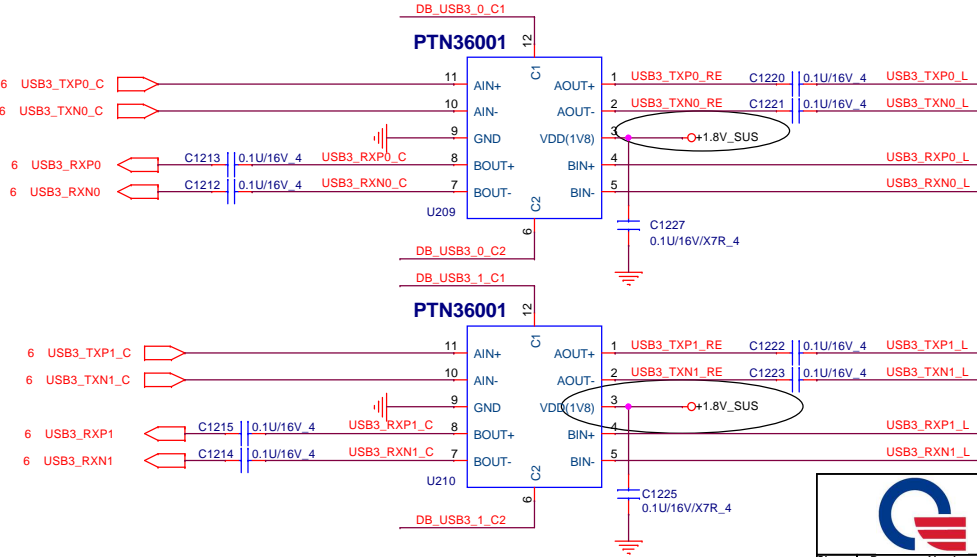 DB_USB3_0_C1
PTN36001
12
6 USB3_TXP0_C 11 AIN+ C1 AOUT+ 1 USB3_TXP0_RE C1220 0.1U/16V_4 USB3_TXP0_L
6 USB3_TXN0_C 10 AIN- AOUT- 2 USB3_TXN0_RE C1221 0.1U/16V_4 USB3_TXN0_L
9 GND VDD(1V8) 3 +1.8V_SUS
6 USB3_RXP0 C1213 0.1U/16V_4 USB3_RXP0_C 8 BOUT+ BIN+ 4 USB3_RXP0_L
6 USB3_RXN0 C1212 0.1U/16V_4 USB3_RXN0_C 7 BOUT- BIN- 5 USB3_RXN0_L
C2
U209
6
C1227
0.1U/16V/X7R_4
DB_USB3_0_C2
DB_USB3_1_C1
PTN36001
12
6 USB3_TXP1_C 11 AIN+ C1 AOUT+ 1 USB3_TXP1_RE C1222 0.1U/16V_4 USB3_TXP1_L
6 USB3_TXN1_C 10 AIN- AOUT- 2 USB3_TXN1_RE C1223 0.1U/16V_4 USB3_TXN1_L
9 GND VDD(1V8) 3 +1.8V_SUS
6 USB3_RXP1 C1215 0.1U/16V_4 USB3_RXP1_C 8 BOUT+ BIN+ 4 USB3_RXP1_L
6 USB3_RXN1 C1214 0.1U/16V_4 USB3_RXN1_C 7 BOUT- BIN- 5 USB3_RXN1_L
C2
U210
6
C1225
0.1U/16V/X7R_4
DB_USB3_1_C2